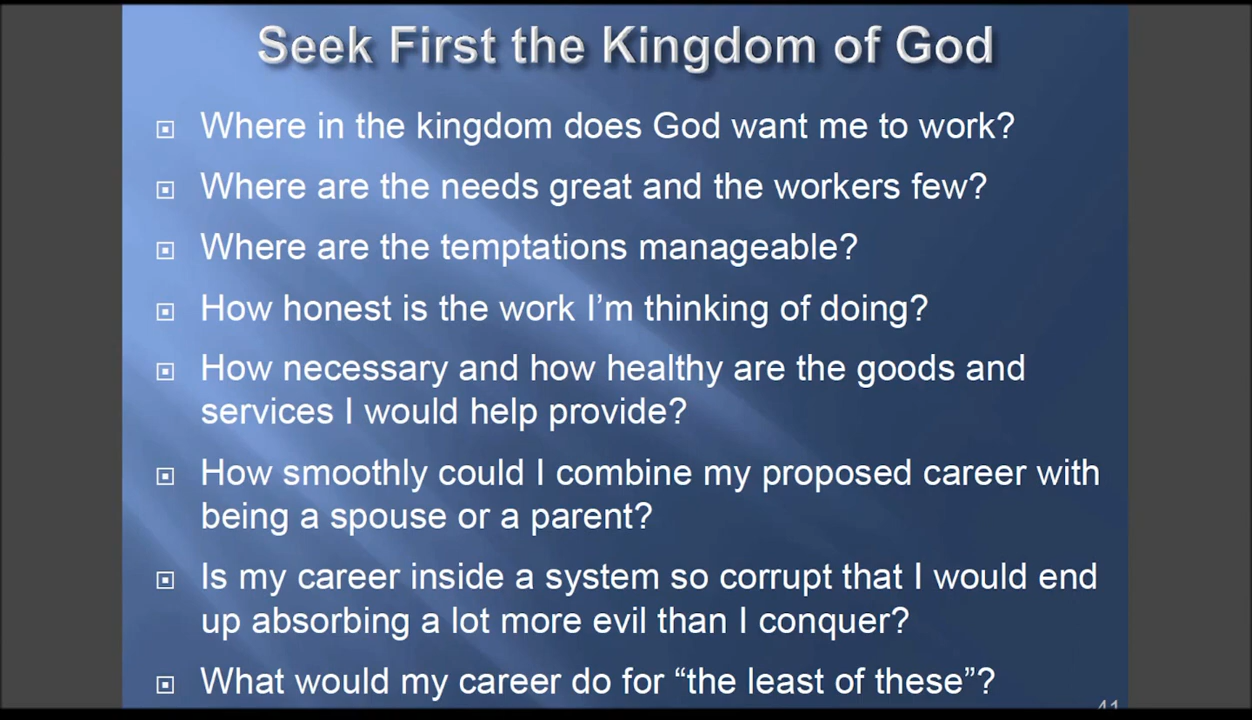 Seek First the Kingdom of God
Where in the kingdom does God want me to work?
Where are the needs great and the workers few?
Where are the temptations manageable?
How honest is the work I’m thinking of doing?
How necessary and how healthy are the goods and
services I would help provide?
How smoothly could I combine my proposed career with
being a spouse or a parent?
Is my career inside a system so corrupt that I would end
up absorbing a lot more evil than I conquer?
What would my career do for “the least of these”?
41